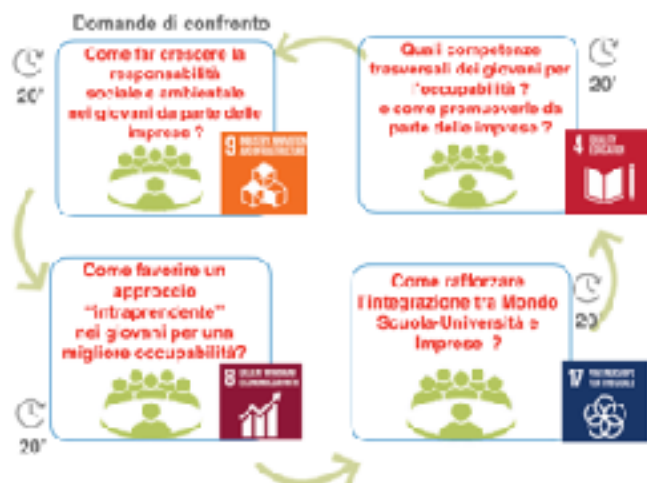 Domande di confronto
Come far crescere la
responsabilità
sociale e ambientale
nei giovani da parte delle
imprese ?
20'
9
Quali competenze
trasversali dei giovani per
l'occupabilità ?
e come promuoverle da
parte delle imprese ?
20'
4 QUALITY
EDUCATION
Come favorire un
approccio
"intraprendente"
nei giovani per una
migliore occupabilità?
20'
8
Come rafforzare
l'integrazione tra Mondo
Scuola-Università e
Imprese ?
20
17